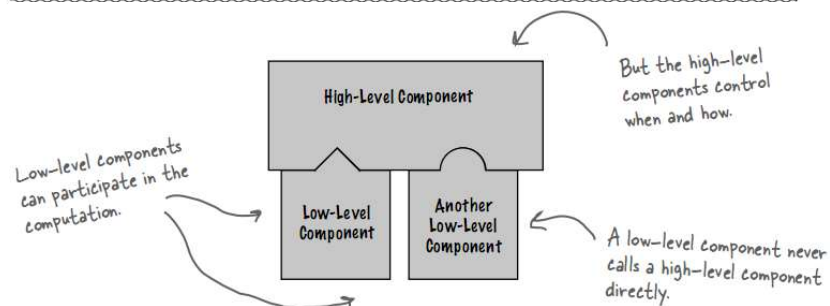 But the high-level
components control
when and how.
High-Level Component
Low-level components
can participate in the
computation.
Low-Level
Component
Another
Low-Level
Component
A low-level component never
calls a high-level component
directly.